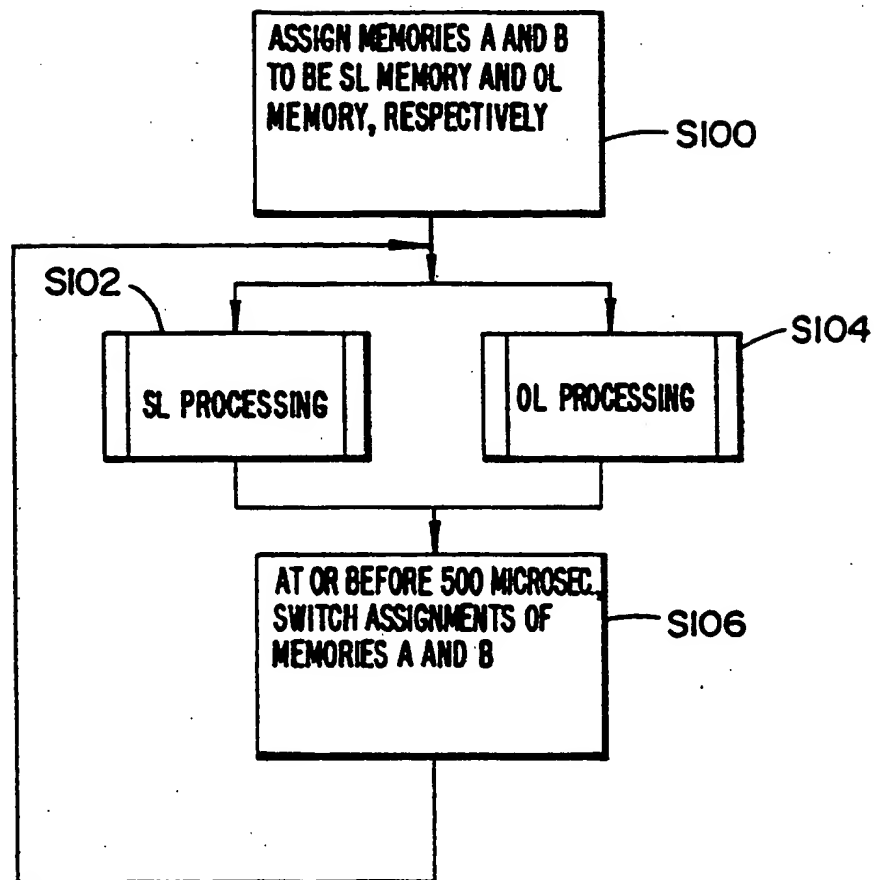 ASSIGN MEMORIES A AND B
TO BE SL MEMORY AND OL
MEMORY, RESPECTIVELY
S100
S102
S104
SL PROCESSING
OL PROCESSING
AT OR BEFORE 500 MICROSEC.
SWITCH ASSIGNMENTS OF
MEMORIES A AND B
S106